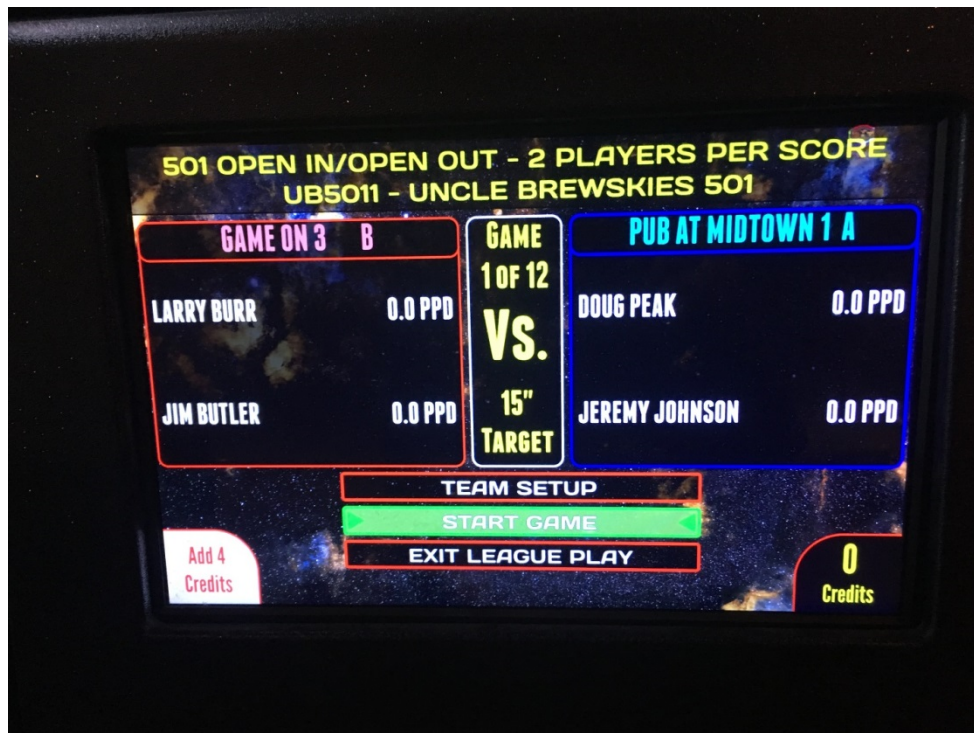 501 OPEN IN/OPEN OUT - 2 PLAYERS PER SCORE
UB5011 - UNCLE BREWSKIES 501
GAME ON 3 B
LARRY BURR 0.0 PPD
JIM BUTLER 0.0 PPD
GAME
1 OF 12
VS.
15"
TARGET
PUB AT MIDTOWN 1 A
DOUG PEAK 0.0 PPD
JEREMY JOHNSON 0.0 PPD
TEAM SETUP
START GAME
EXIT LEAGUE PLAY
Add 4
Credits
0
Credits